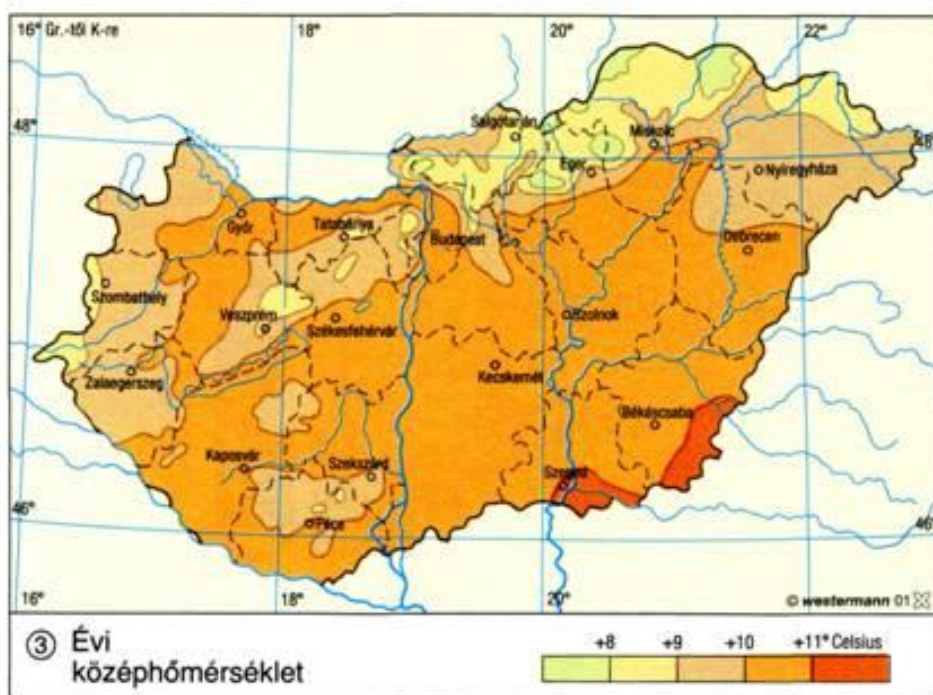 16° Gr.-től K-re 18° 20° 22°
48° 48°
Salgótarján
Miskolc
Eger
Nyíregyháza
Győr
Tatabánya
Budapest
Debrecen
Szombathely
Veszprém
Székesfehérvár
Szolnok
Zalaegerszeg
Kecskemét
Békéscsaba
Kaposvár
Szekszárd
Szeged
Pécs
46° 46°
16° 18° 20°
© westermann 01
③ Évi
középhőmérséklet
+8 +9 +10 +11° Celsius